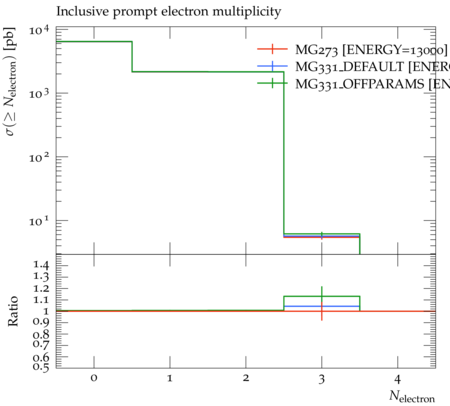 Inclusive prompt electron multiplicity
σ(≥ N_electron) [pb]
10^4
10^3
10^2
10^1
MG273 [ENERGY=13000]
MG331_DEFAULT [ENERG
MG331_OFFPARAMS [EN
Ratio
1.4
1.3
1.2
1.1
1
0.9
0.8
0.7
0.6
0.5
0 1 2 3 4
N_electron